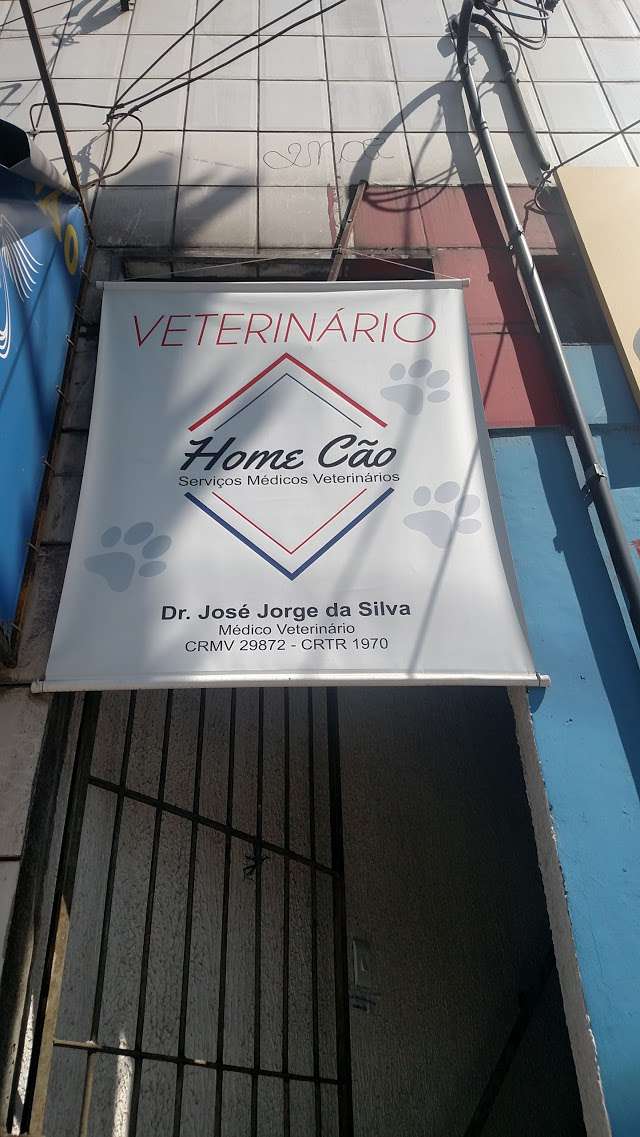 VETERINÁRIO
Home Cão
Serviços Médicos Veterinários
Dr. José Jorge da Silva
Médico Veterinário
CRMV 29872 - CRTR 1970